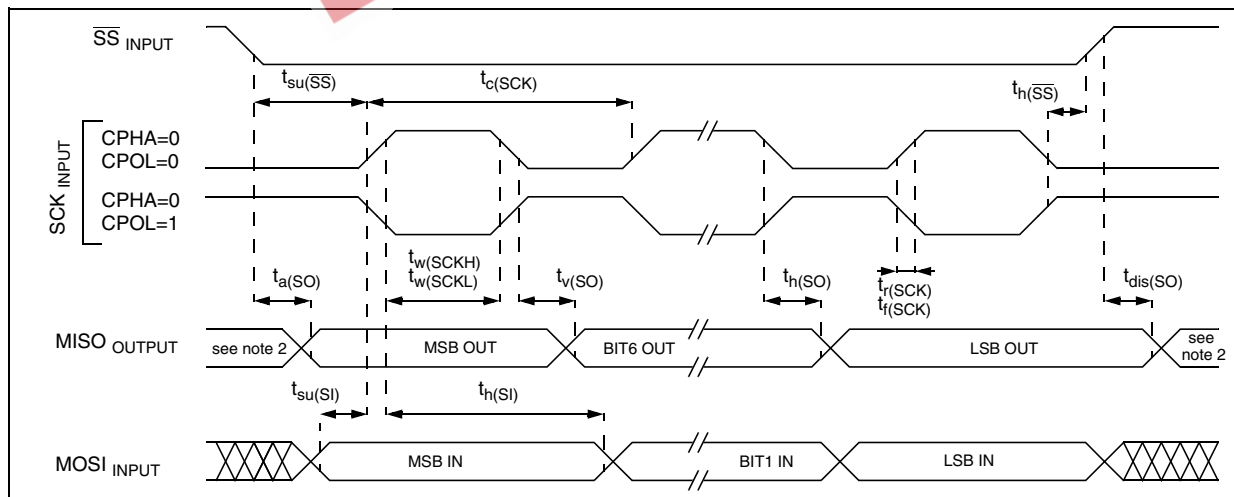 SS INPUT
tsu(SS)
tc(SCK)
th(SS)
SCK INPUT
CPHA=0
CPOL=0
CPHA=0
CPOL=1
ta(SO)
tw(SCKH)
tw(SCKL)
tv(SO)
th(SO)
tr(SCK)
tf(SCK)
tdis(SO)
MISO OUTPUT
see note 2
MSB OUT
BIT6 OUT
LSB OUT
see
note 2
tsu(SI)
th(SI)
MOSI INPUT
MSB IN
BIT1 IN
LSB IN